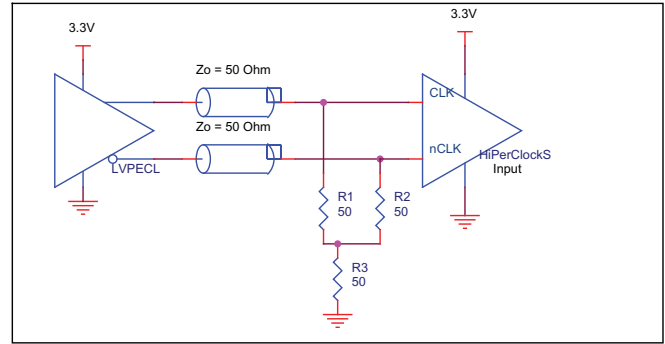 3.3V
3.3V
Zo = 50 Ohm
CLK
Zo = 50 Ohm
nCLK
HiPerClockS
LVPECL
Input
R1
50
R2
50
R3
50